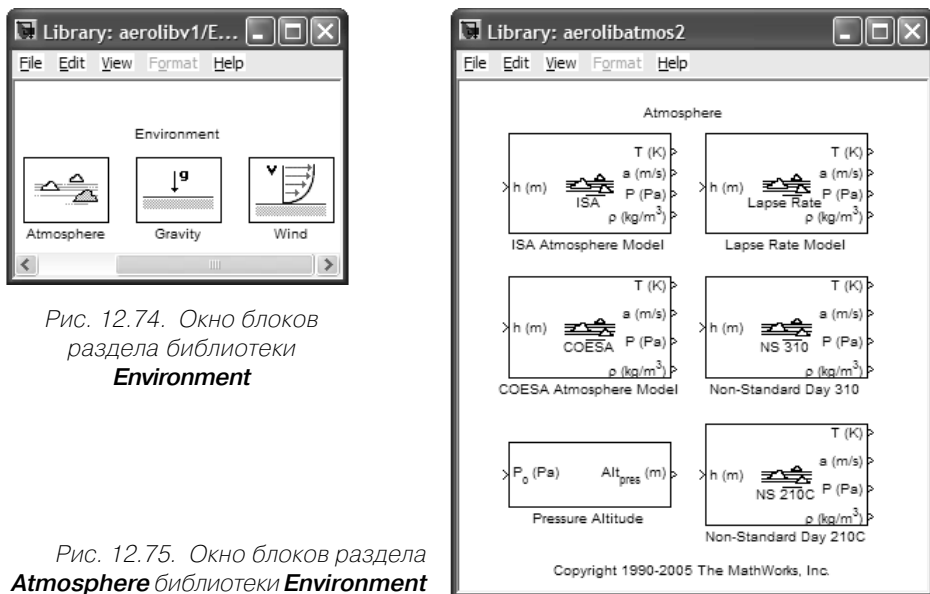 Library: aerolibv1/E...
File Edit View Format Help
Environment
V
g
Atmosphere Gravity Wind
Рис. 12.74. Окно блоков
раздела библиотеки
Environment
Library: aerolibatmos2
File Edit View Format Help
Atmosphere
h (m) ISA T (K) a (m/s) P (Pa) ρ (kg/m³)
ISA Atmosphere Model
h (m) Lapse Rate T (K) a (m/s) P (Pa) ρ (kg/m³)
Lapse Rate Model
h (m) COESA T (K) a (m/s) P (Pa) ρ (kg/m³)
COESA Atmosphere Model
h (m) NS 310 T (K) a (m/s) P (Pa) ρ (kg/m³)
Non-Standard Day 310
P₀ (Pa) Alt pres (m)
Pressure Altitude
h (m) NS 210C T (K) a (m/s) P (Pa) ρ (kg/m³)
Non-Standard Day 210C
Copyright 1990-2005 The MathWorks, Inc.
Рис. 12.75. Окно блоков раздела
Atmosphere библиотеки Environment